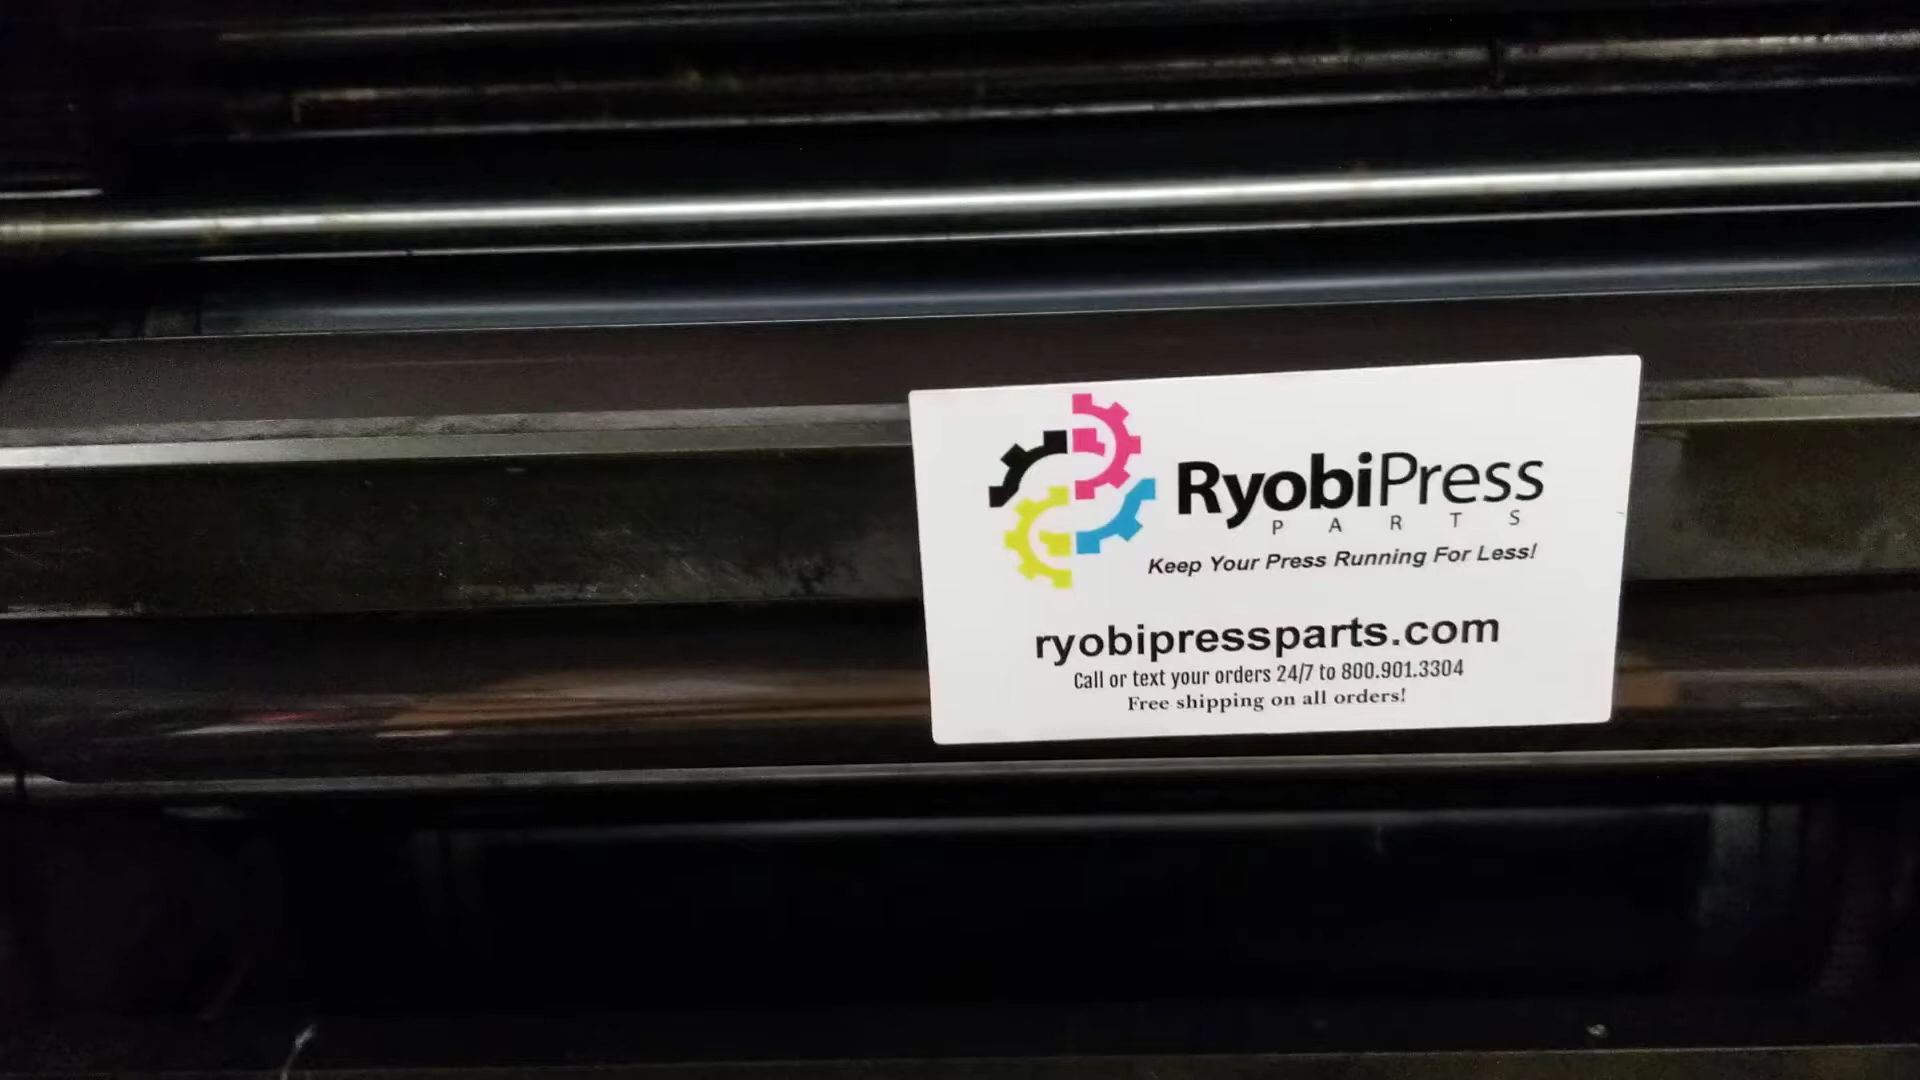 RyobiPress
PARTS
Keep Your Press Running For Less!
ryobipressparts.com
Call or text your orders 24/7 to 800.901.3304
Free shipping on all orders!